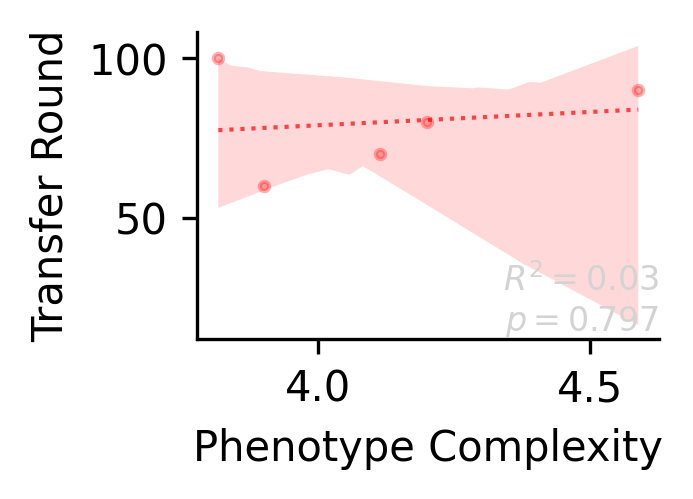 Transfer Round
100
50
R² = 0.03
p = 0.797
4.0
4.5
Phenotype Complexity